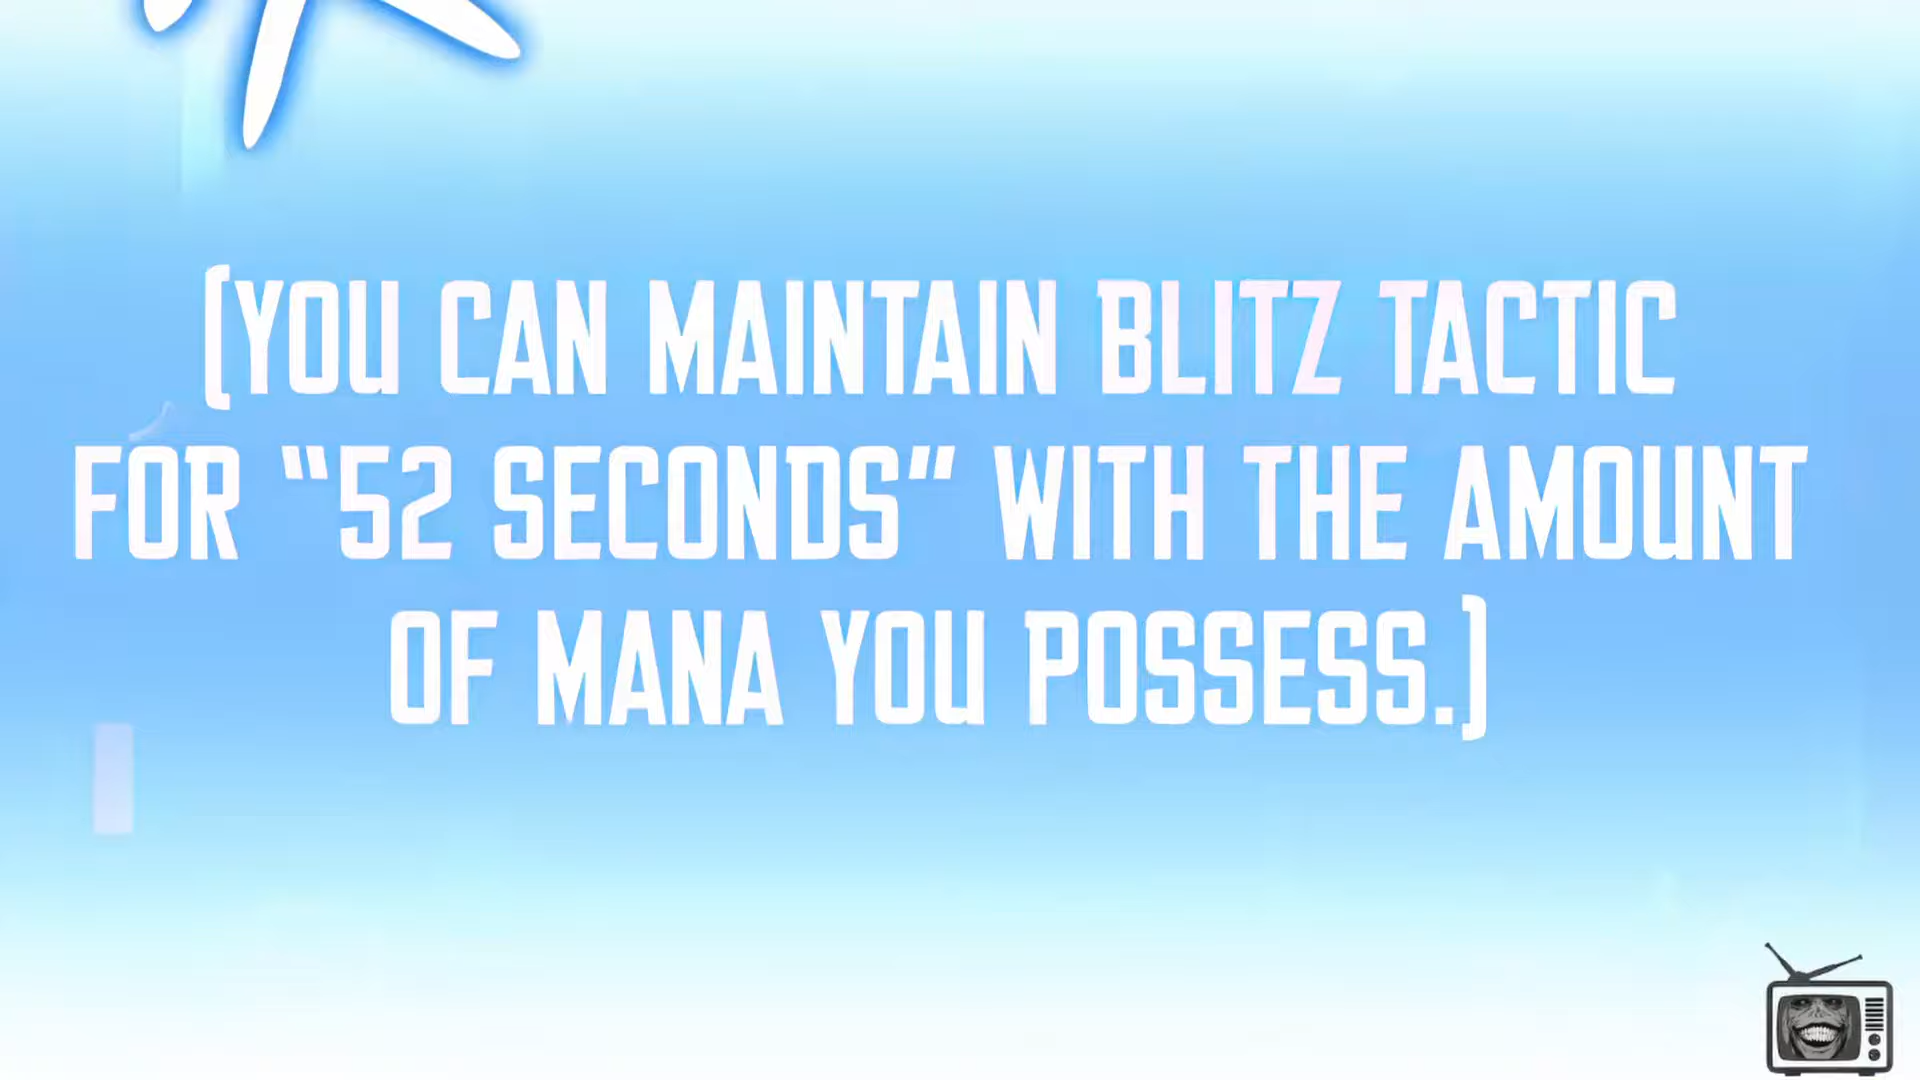 (YOU CAN MAINTAIN BLITZ TACTIC
FOR "52 SECONDS" WITH THE AMOUNT
OF MANA YOU POSSESS.)